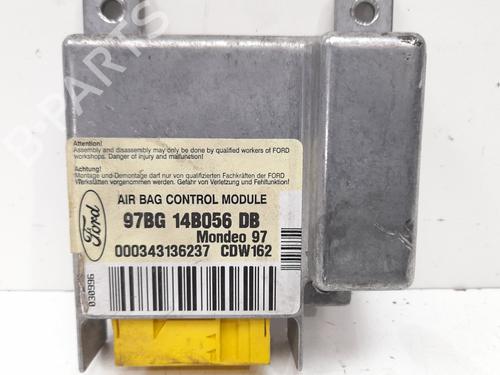 Attention!
Assembly and disassembly may only be done by qualified workers of FORD
workshops. Danger of injury and malfunction!
Achtung!
Montage und Demontage darf nur von qualifizierten Fachkräften der FORD
Werkstätten vorgenommen werden. Gefahr von Verletzung und Fehlfunktion!
Ford
AIR BAG CONTROL MODULE
97BG 14B056 DB
Mondeo 97
000343136237 CDW162
030996
B-PARTS